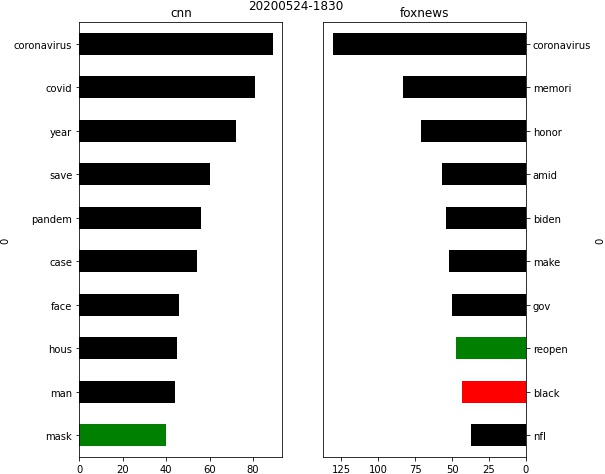 20200524-1830
cnn
foxnews
coronavirus
covid
year
save
pandem
case
face
hous
man
mask
0
0 20 40 60 80
coronavirus
memori
honor
amid
biden
make
gov
reopen
black
nfl
0
125 100 75 50 25 0